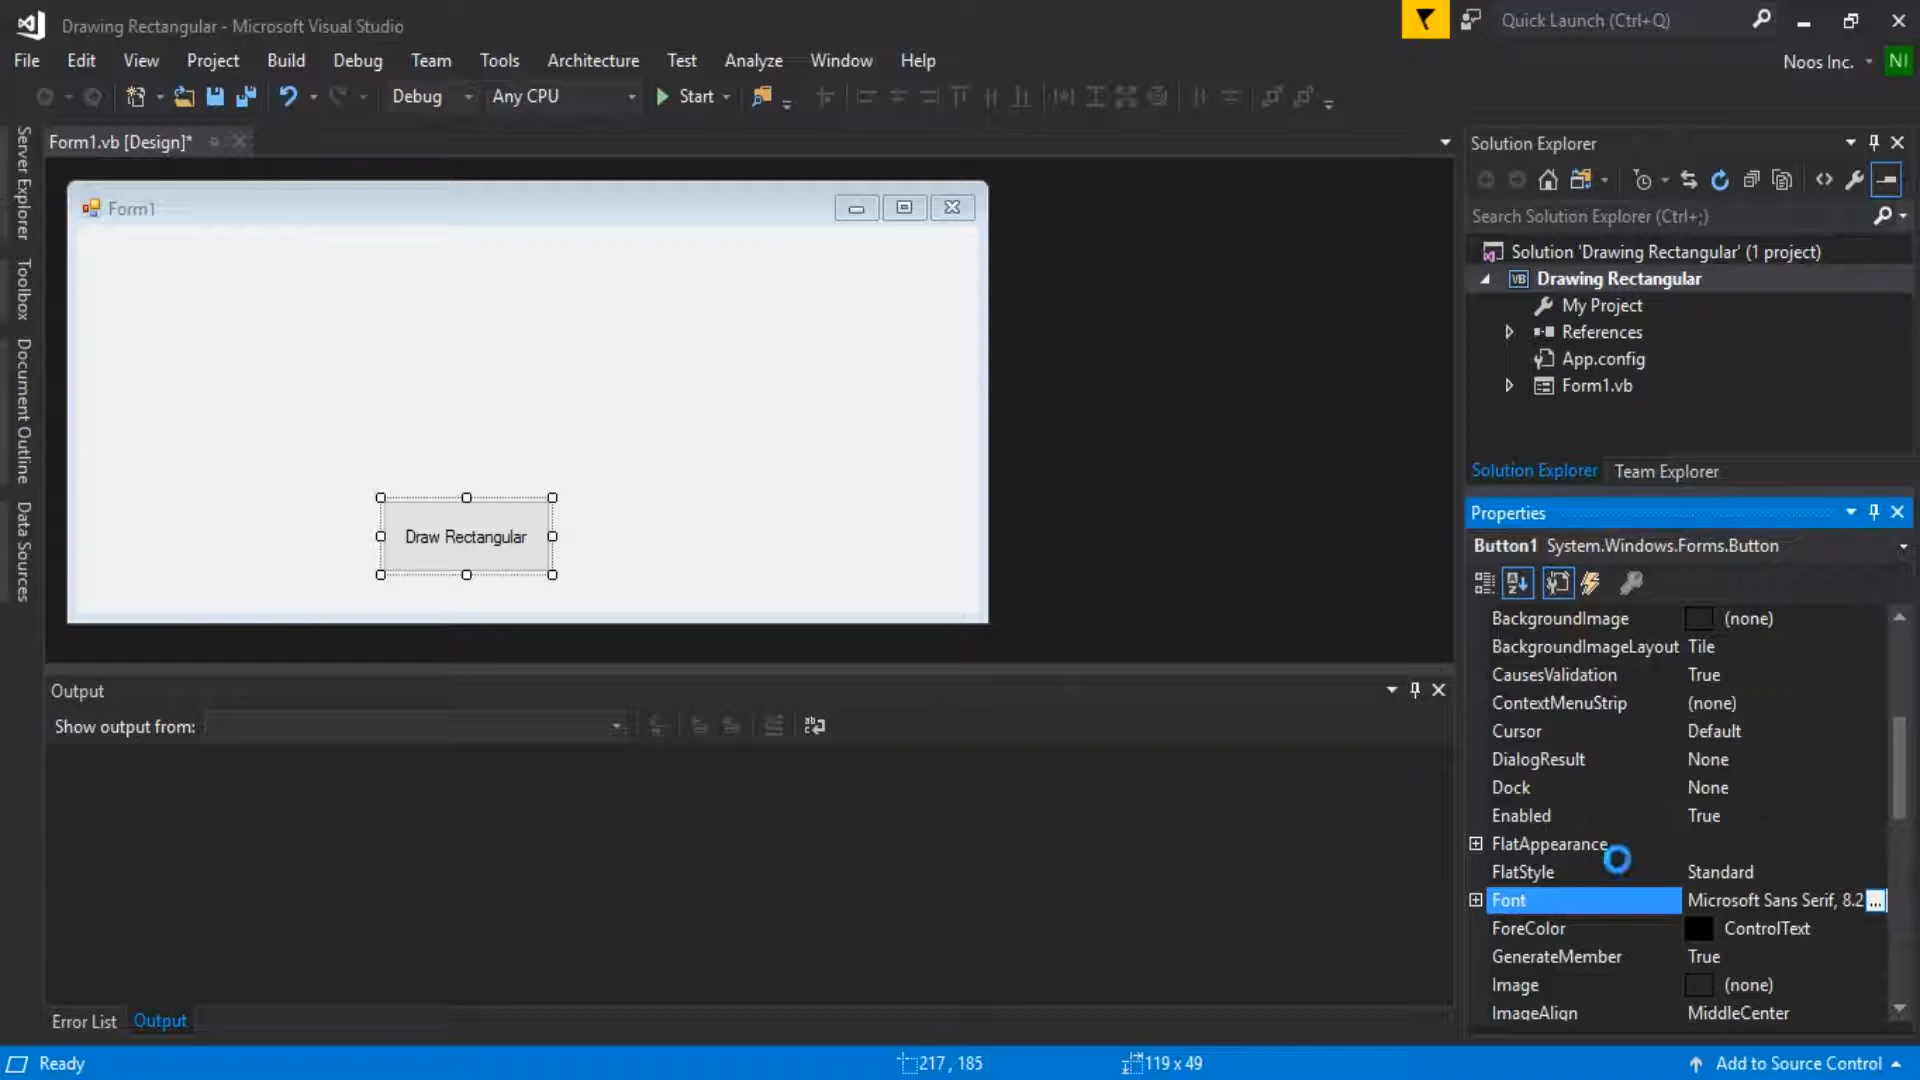 Drawing Rectangular - Microsoft Visual Studio
Quick Launch (Ctrl+Q)
File Edit View Project Build Debug Team Tools Test Architecture Analyze Window Help
Noos Inc. NI
Debug Any CPU Start
Server Explorer
Toolbox
Document Outline
Data Sources
Form1.vb [Design]*
Form1
Draw Rectangular
Output
Show output from:
Error List Output
Solution Explorer
Search Solution Explorer (Ctrl+;)
Solution 'Drawing Rectangular' (1 project)
VB Drawing Rectangular
My Project
References
App.config
Form1.vb
Solution Explorer Team Explorer
Properties
Button1 System.Windows.Forms.Button
BackgroundImage (none)
BackgroundImageLayout Tile
CausesValidation True
ContextMenuStrip (none)
Cursor Default
DialogResult None
Dock None
Enabled True
FlatAppearance
FlatStyle Standard
Font Microsoft Sans Serif, 8.2 ...
ForeColor ControlText
GenerateMember True
Image (none)
ImageAlign MiddleCenter
Ready 217 , 185 119 x 49 Add to Source Control